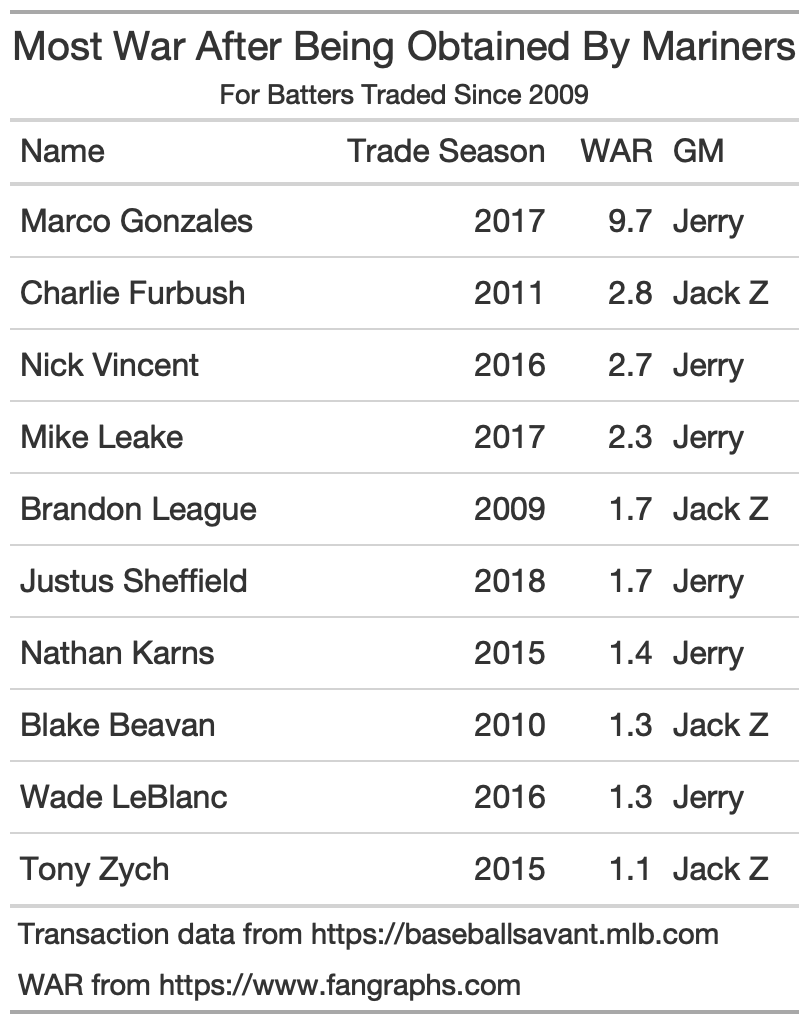 Most War After Being Obtained By Mariners
For Batters Traded Since 2009
Name Trade Season WAR GM
Marco Gonzales 2017 9.7 Jerry
Charlie Furbush 2011 2.8 Jack Z
Nick Vincent 2016 2.7 Jerry
Mike Leake 2017 2.3 Jerry
Brandon League 2009 1.7 Jack Z
Justus Sheffield 2018 1.7 Jerry
Nathan Karns 2015 1.4 Jerry
Blake Beavan 2010 1.3 Jack Z
Wade LeBlanc 2016 1.3 Jerry
Tony Zych 2015 1.1 Jack Z
Transaction data from https://baseballsavant.mlb.com
WAR from https://www.fangraphs.com